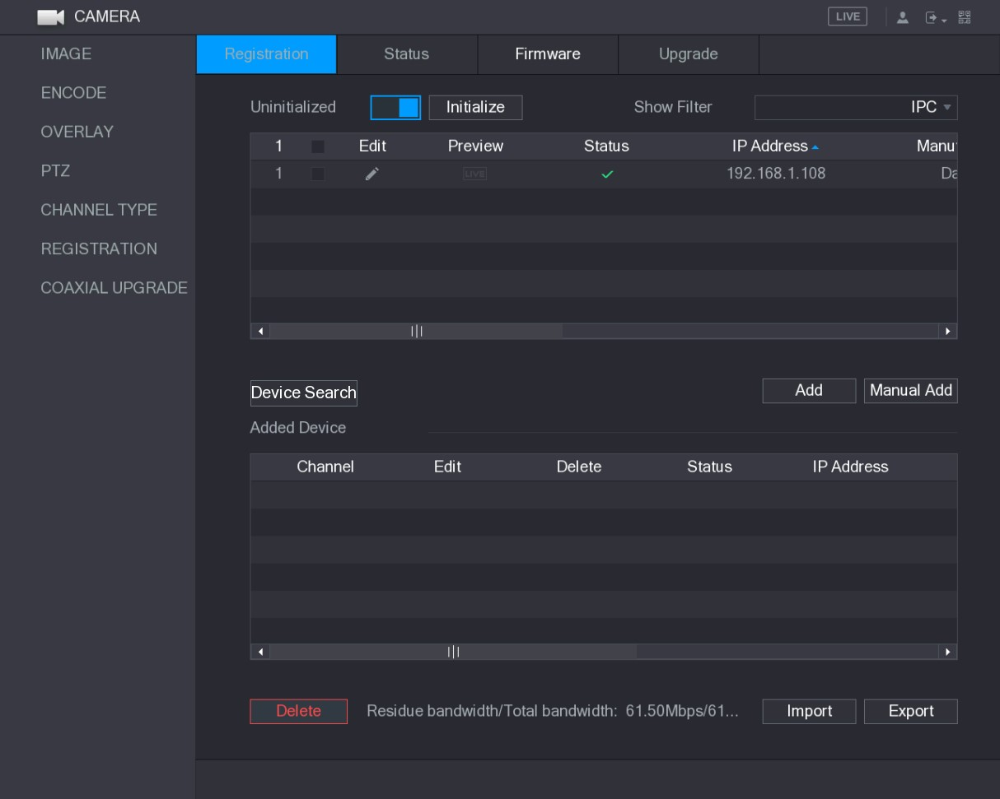 CAMERA LIVE
IMAGE
ENCODE
OVERLAY
PTZ
CHANNEL TYPE
REGISTRATION
COAXIAL UPGRADE
Registration Status Firmware Upgrade
Uninitialized Initialize Show Filter IPC
1 Edit Preview Status IP Address Manu
1 LIVE 192.168.1.108 Da
Device Search Add Manual Add
Added Device
Channel Edit Delete Status IP Address
Delete Residue bandwidth/Total bandwidth: 61.50Mbps/61... Import Export